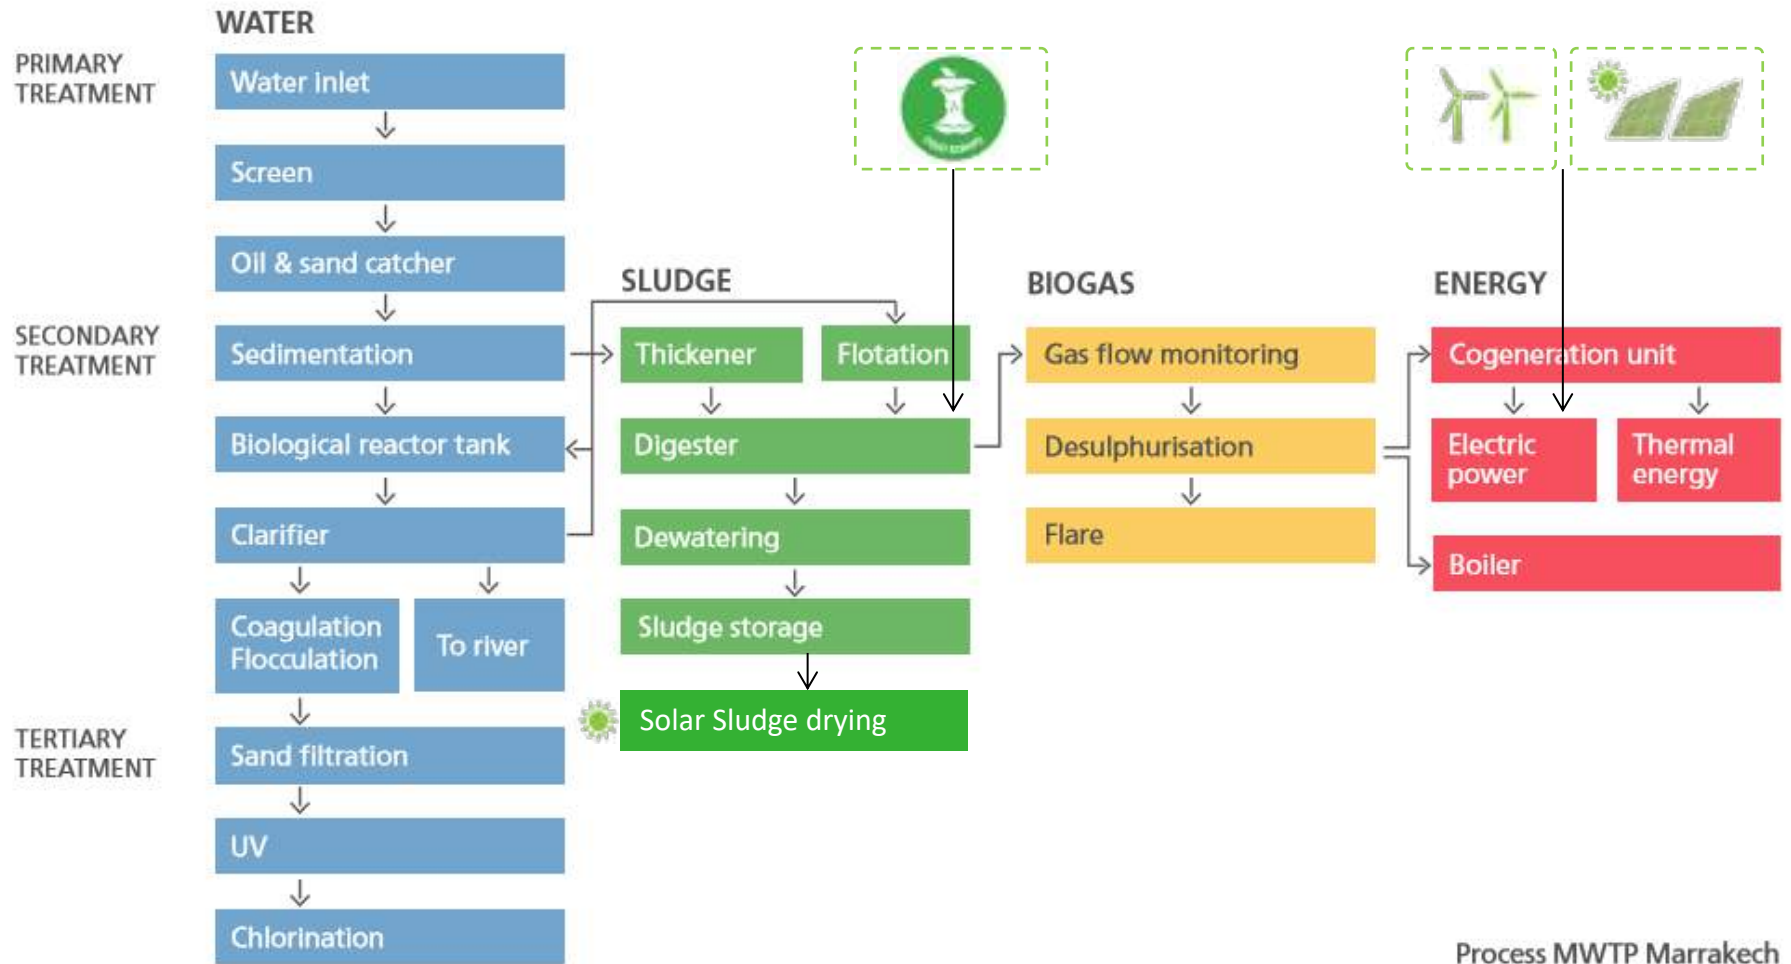 WATER
PRIMARY
TREATMENT
Water inlet
Screen
Oil & sand catcher
SECONDARY
TREATMENT
Sedimentation
Biological reactor tank
Clarifier
Coagulation
Flocculation
To river
TERTIARY
TREATMENT
Sand filtration
UV
Chlorination
SLUDGE
Thickener
Flotation
Digester
Dewatering
Sludge storage
Solar Sludge drying
BIOGAS
Gas flow monitoring
Desulphurisation
Flare
ENERGY
Cogeneration unit
Electric
power
Thermal
energy
Boiler
Process MWTP Marrakech